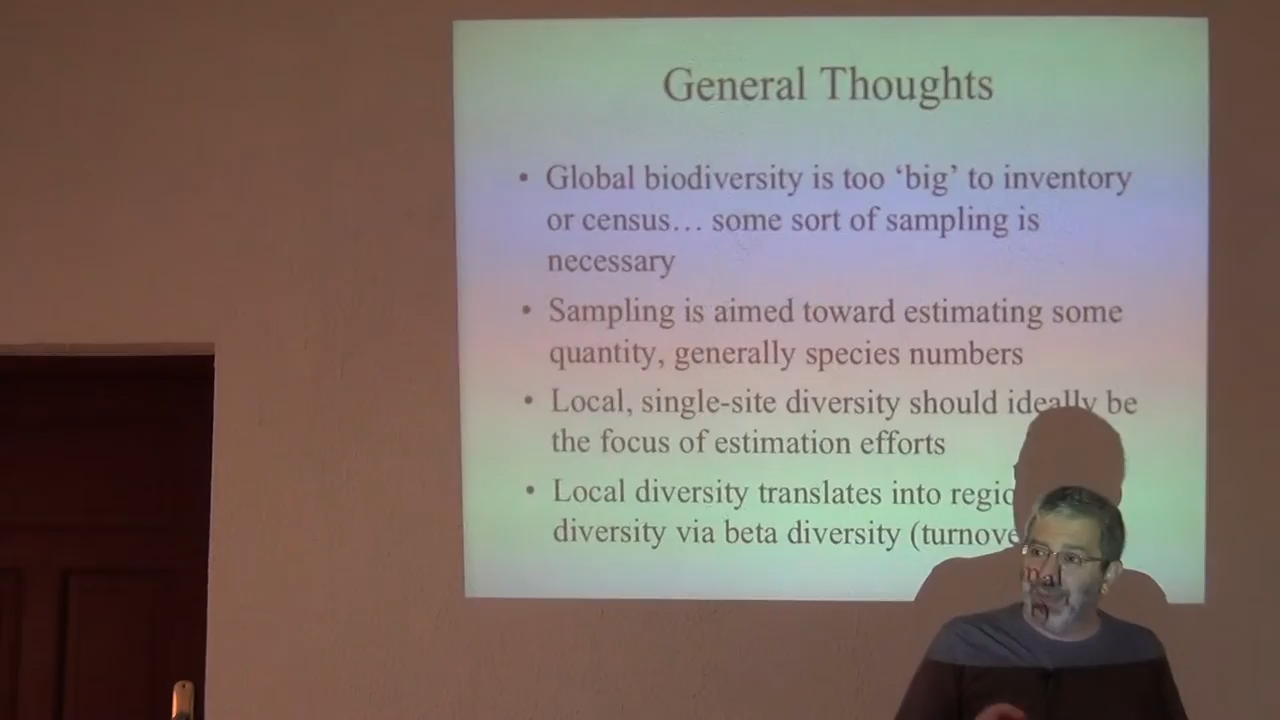 General Thoughts
• Global biodiversity is too ‘big’ to inventory
or census… some sort of sampling is
necessary
• Sampling is aimed toward estimating some
quantity, generally species numbers
• Local, single-site diversity should ideally be
the focus of estimation efforts
• Local diversity translates into regio
diversity via beta diversity (turnove